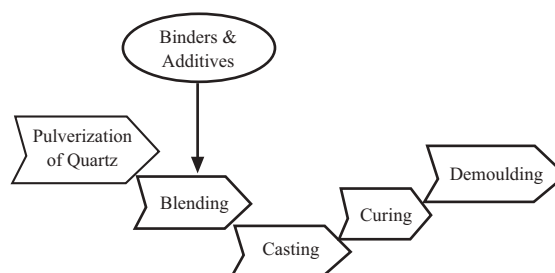 Binders &
Additives
Pulverization
of Quartz
Blending
Casting
Curing
Demoulding